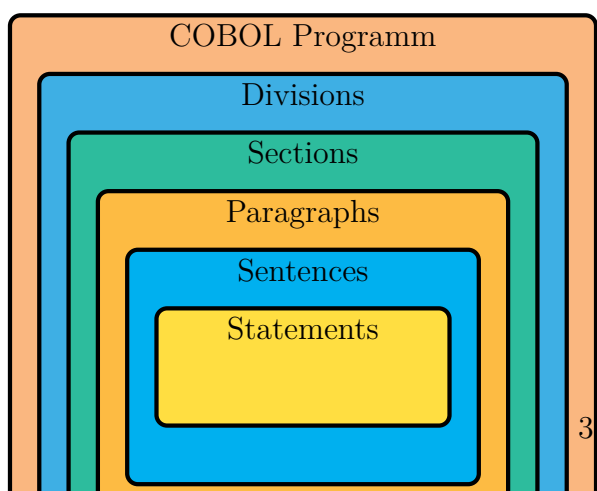 COBOL Programm
Divisions
Sections
Paragraphs
Sentences
Statements
3